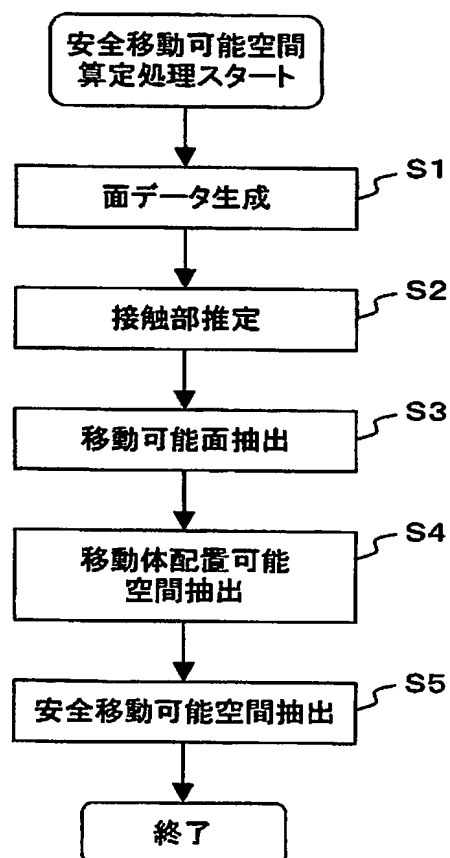 安全移動可能空間
算定処理スタート
S1
面データ生成
S2
接触部推定
S3
移動可能面抽出
S4
移動体配置可能
空間抽出
S5
安全移動可能空間抽出
終了